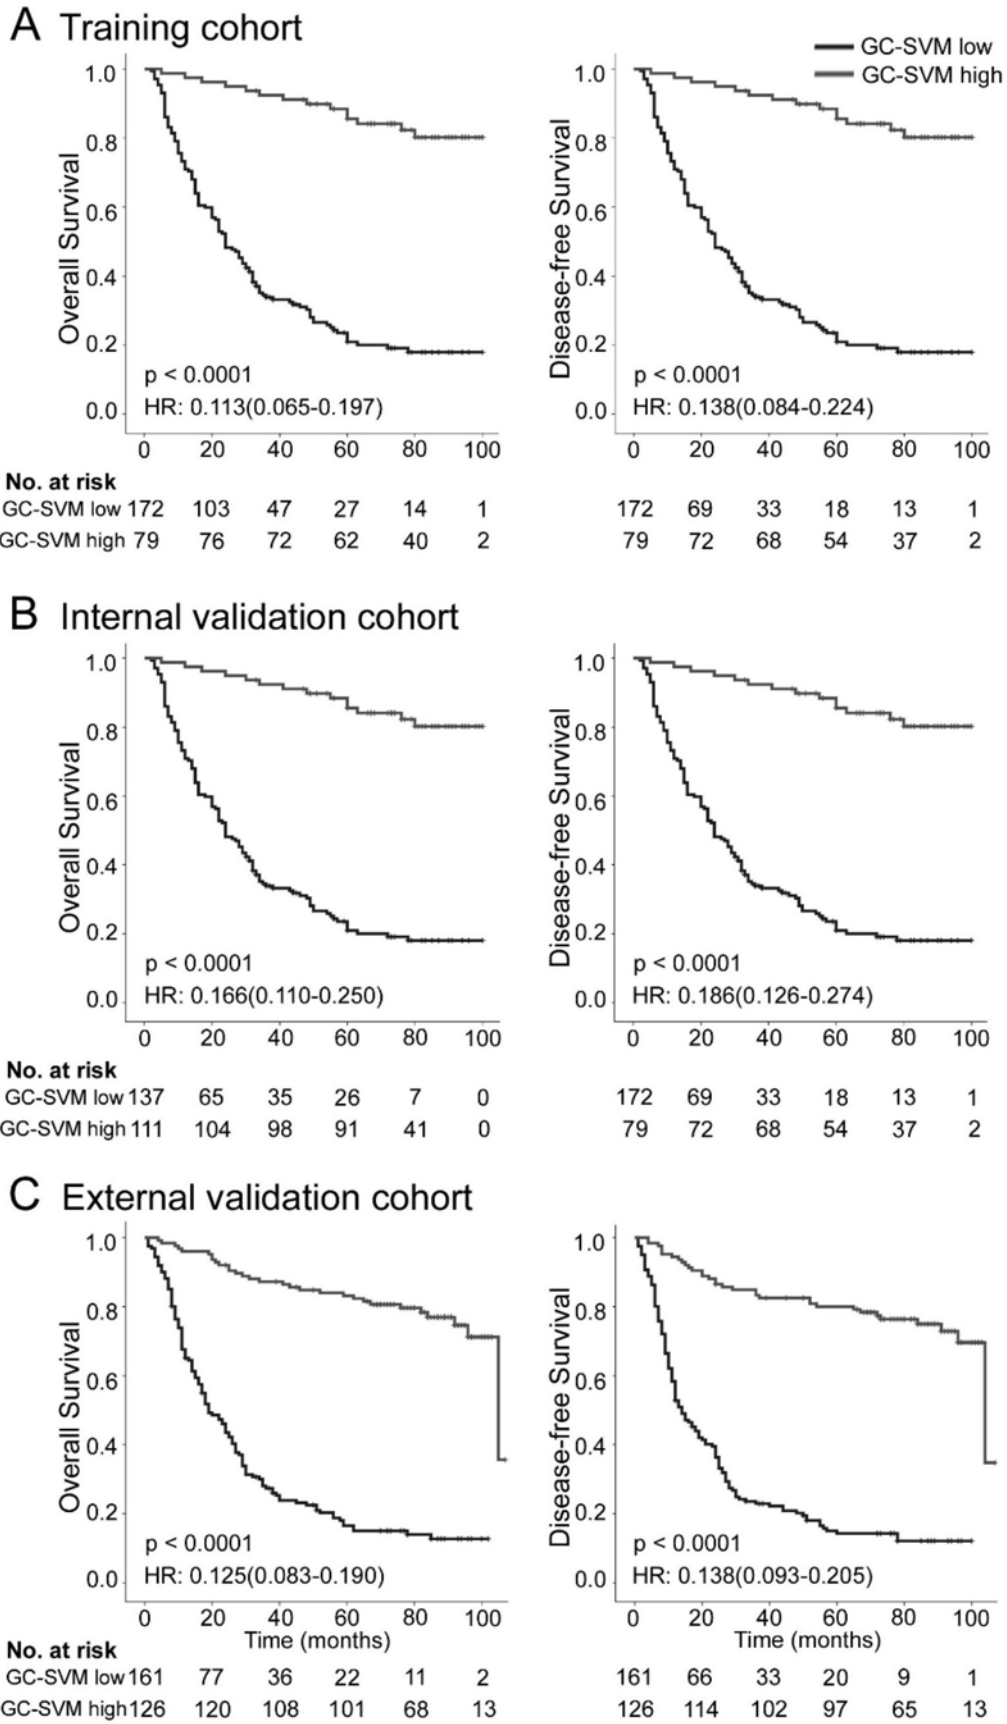 A Training cohort
GC-SVM low
GC-SVM high
Overall Survival
1.0
0.8
0.6
0.4
0.2
0.0
p < 0.0001
HR: 0.113(0.065-0.197)
0 20 40 60 80 100
Disease-free Survival
1.0
0.8
0.6
0.4
0.2
0.0
p < 0.0001
HR: 0.138(0.084-0.224)
0 20 40 60 80 100
No. at risk
GC-SVM low 172 103 47 27 14 1 172 69 33 18 13 1
GC-SVM high 79 76 72 62 40 2 79 72 68 54 37 2
B Internal validation cohort
Overall Survival
1.0
0.8
0.6
0.4
0.2
0.0
p < 0.0001
HR: 0.166(0.110-0.250)
0 20 40 60 80 100
Disease-free Survival
1.0
0.8
0.6
0.4
0.2
0.0
p < 0.0001
HR: 0.186(0.126-0.274)
0 20 40 60 80 100
No. at risk
GC-SVM low 137 65 35 26 7 0 172 69 33 18 13 1
GC-SVM high 111 104 98 91 41 0 79 72 68 54 37 2
C External validation cohort
Overall Survival
1.0
0.8
0.6
0.4
0.2
0.0
p < 0.0001
HR: 0.125(0.083-0.190)
0 20 40 60 80 100
Time (months)
Disease-free Survival
1.0
0.8
0.6
0.4
0.2
0.0
p < 0.0001
HR: 0.138(0.093-0.205)
0 20 40 60 80 100
Time (months)
No. at risk
GC-SVM low 161 77 36 22 11 2 161 66 33 20 9 1
GC-SVM high 126 120 108 101 68 13 126 114 102 97 65 13